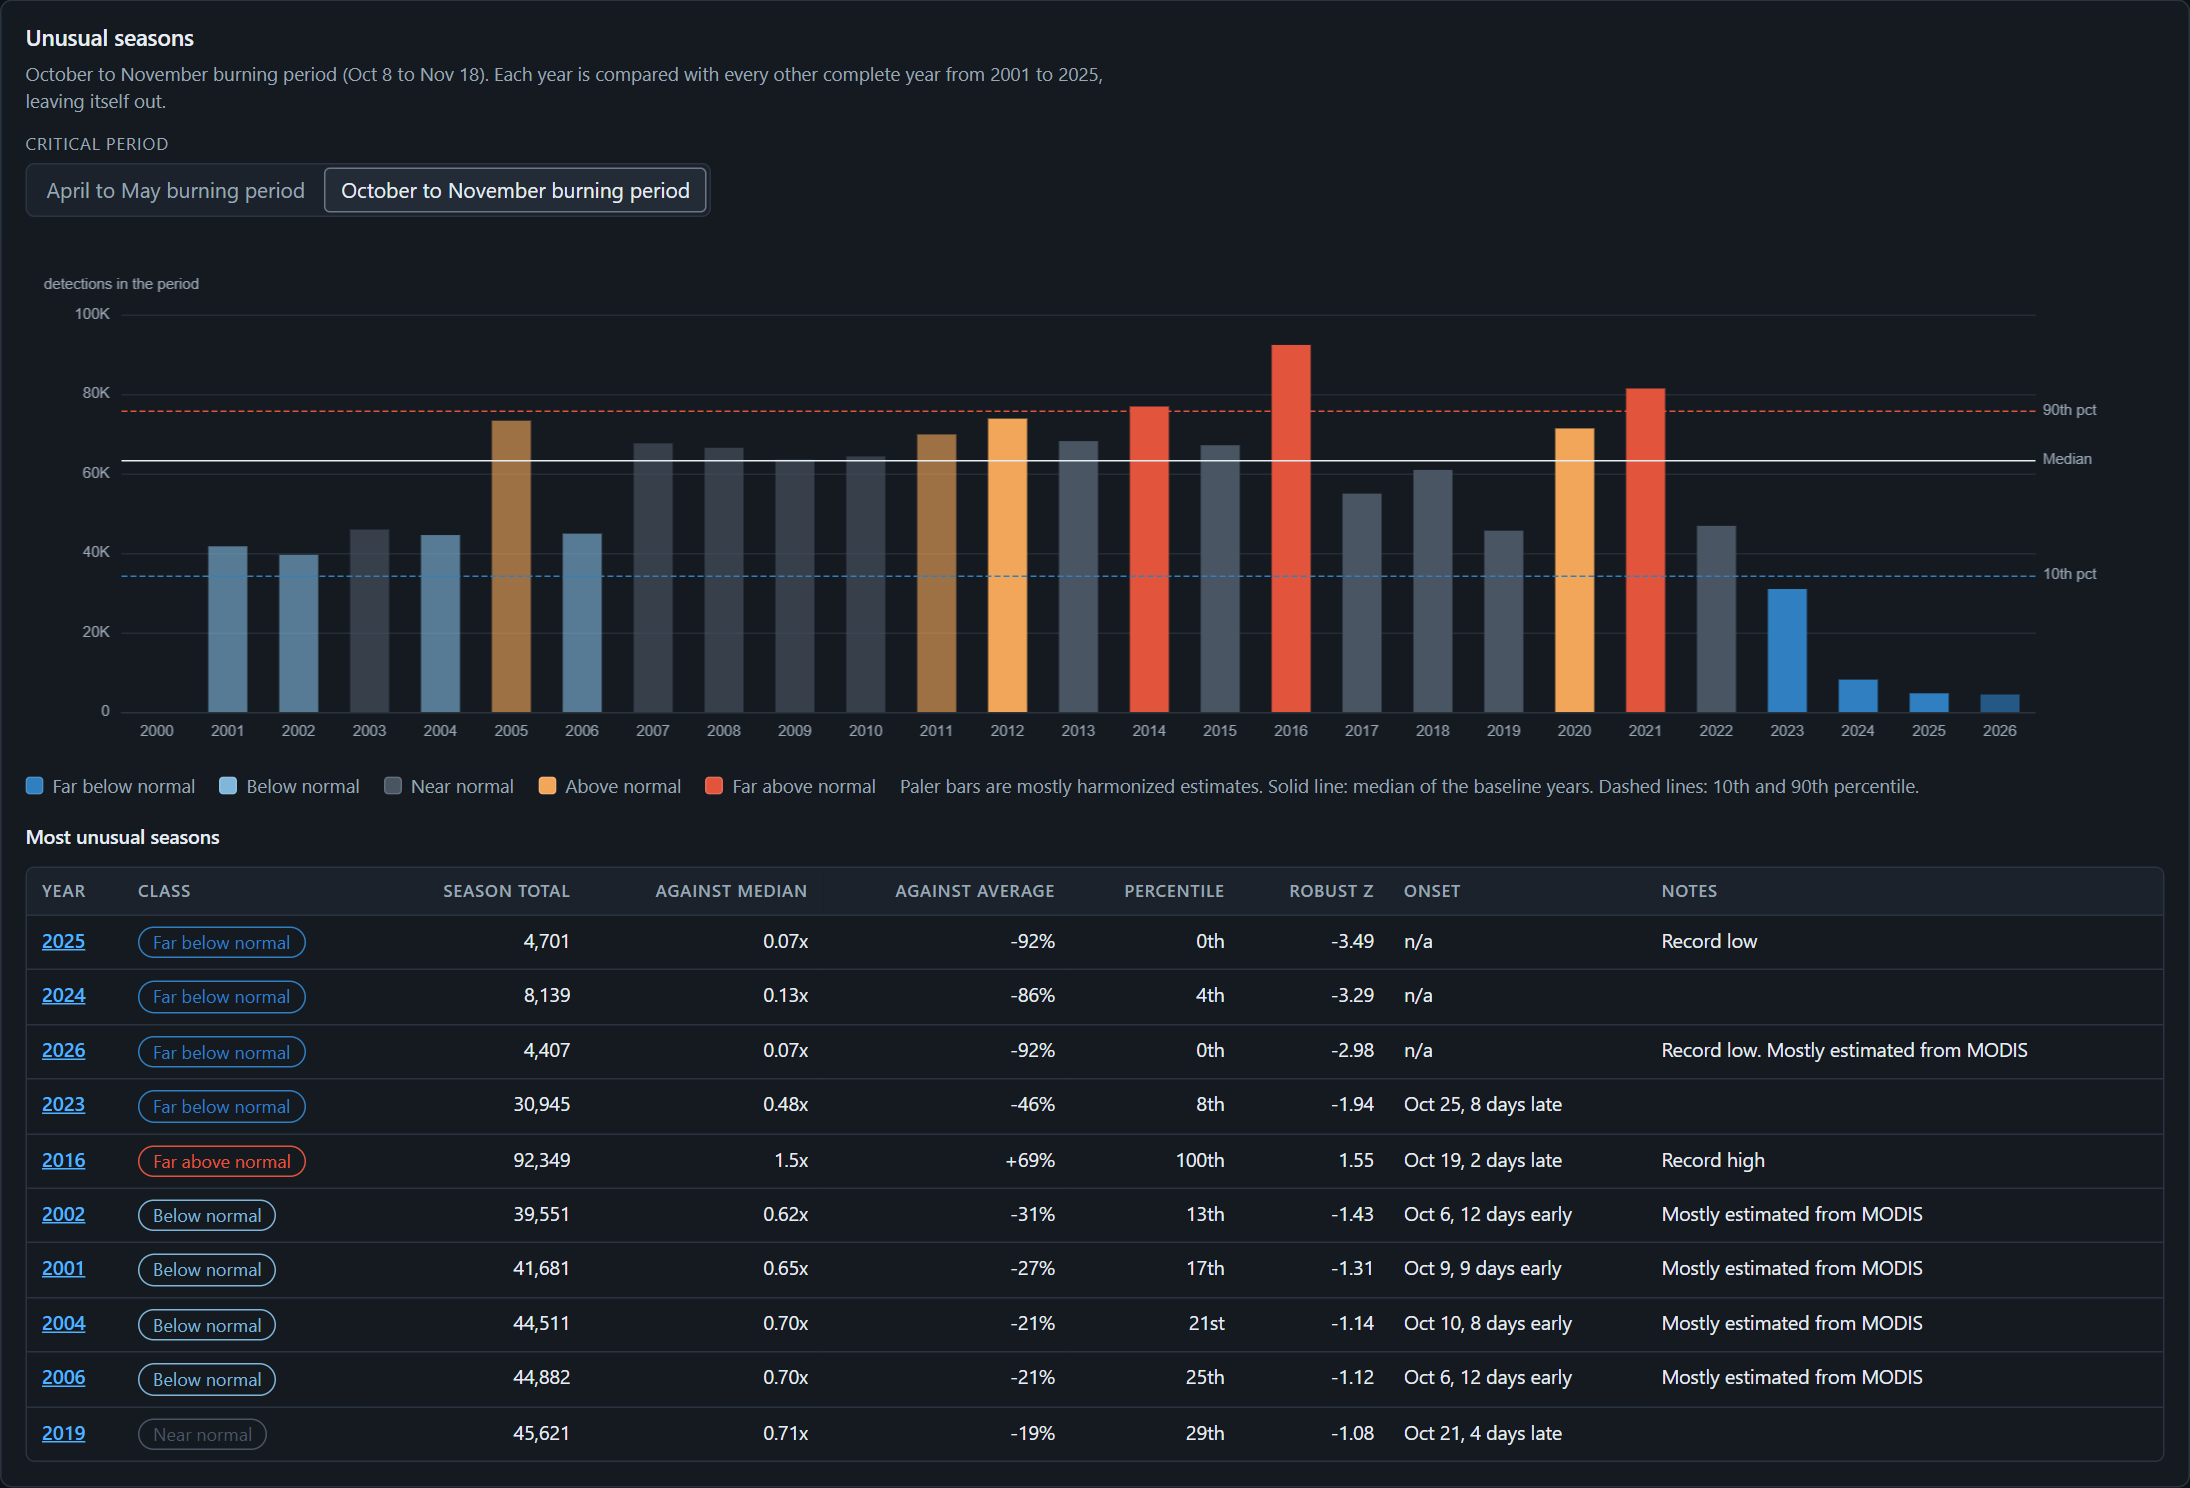 Unusual seasons
October to November burning period (Oct 8 to Nov 18). Each year is compared with every other complete year from 2001 to 2025,
leaving itself out.
CRITICAL PERIOD
April to May burning period October to November burning period
detections in the period
100K
80K
90th pct
Median
60K
40K
10th pct
20K
0
2000 2001 2002 2003 2004 2005 2006 2007 2008 2009 2010 2011 2012 2013 2014 2015 2016 2017 2018 2019 2020 2021 2022 2023 2024 2025 2026
Far below normal Below normal Near normal Above normal Far above normal Paler bars are mostly harmonized estimates. Solid line: median of the baseline years. Dashed lines: 10th and 90th percentile.
Most unusual seasons
YEAR CLASS SEASON TOTAL AGAINST MEDIAN AGAINST AVERAGE PERCENTILE ROBUST Z ONSET NOTES
2025 Far below normal 4,701 0.07x -92% 0th -3.49 n/a Record low
2024 Far below normal 8,139 0.13x -86% 4th -3.29 n/a
2026 Far below normal 4,407 0.07x -92% 0th -2.98 n/a Record low. Mostly estimated from MODIS
2023 Far below normal 30,945 0.48x -46% 8th -1.94 Oct 25, 8 days late
2016 Far above normal 92,349 1.5x +69% 100th 1.55 Oct 19, 2 days late Record high
2002 Below normal 39,551 0.62x -31% 13th -1.43 Oct 6, 12 days early Mostly estimated from MODIS
2001 Below normal 41,681 0.65x -27% 17th -1.31 Oct 9, 9 days early Mostly estimated from MODIS
2004 Below normal 44,511 0.70x -21% 21st -1.14 Oct 10, 8 days early Mostly estimated from MODIS
2006 Below normal 44,882 0.70x -21% 25th -1.12 Oct 6, 12 days early Mostly estimated from MODIS
2019 Near normal 45,621 0.71x -19% 29th -1.08 Oct 21, 4 days late